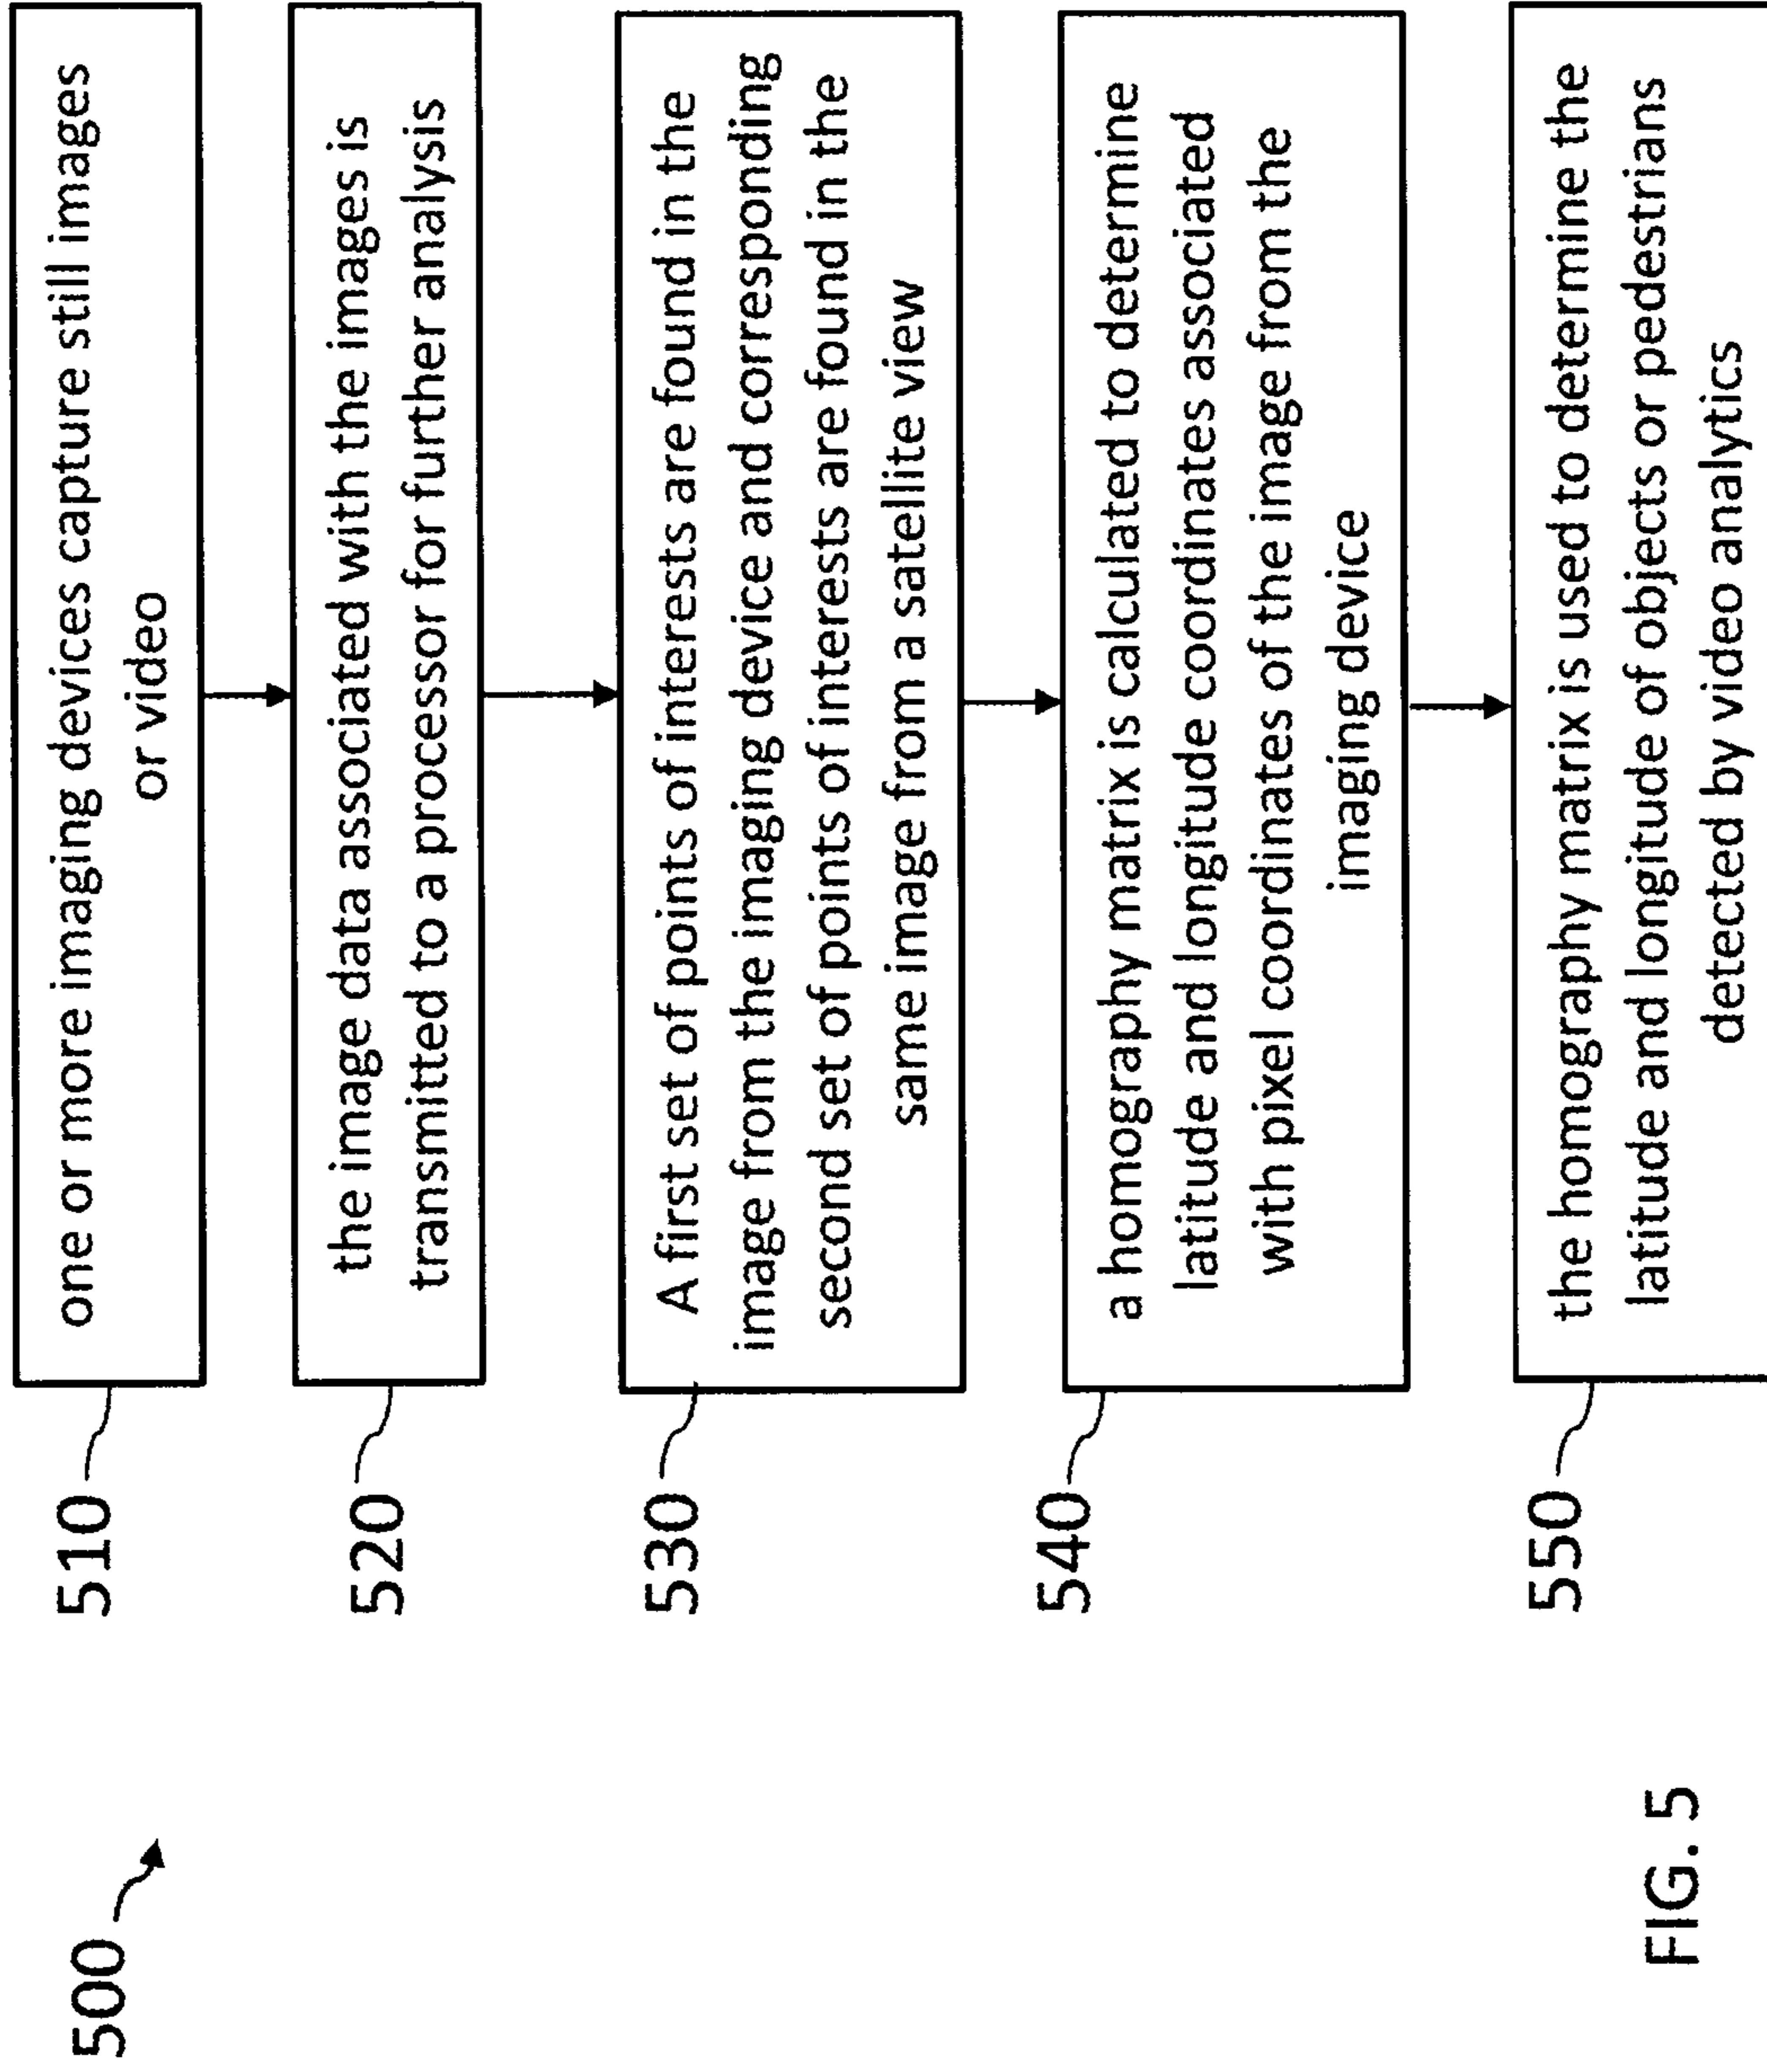 500
510
one or more imaging devices capture still images
or video
520
the image data associated with the images is
transmitted to a processor for further analysis
530
A first set of points of interests are found in the
image from the imaging device and corresponding
second set of points of interests are found in the
same image from a satellite view
540
a homography matrix is calculated to determine
latitude and longitude coordinates associated
with pixel coordinates of the image from the
imaging device
550
the homography matrix is used to determine the
latitude and longitude of objects or pedestrians
detected by video analytics
FIG. 5